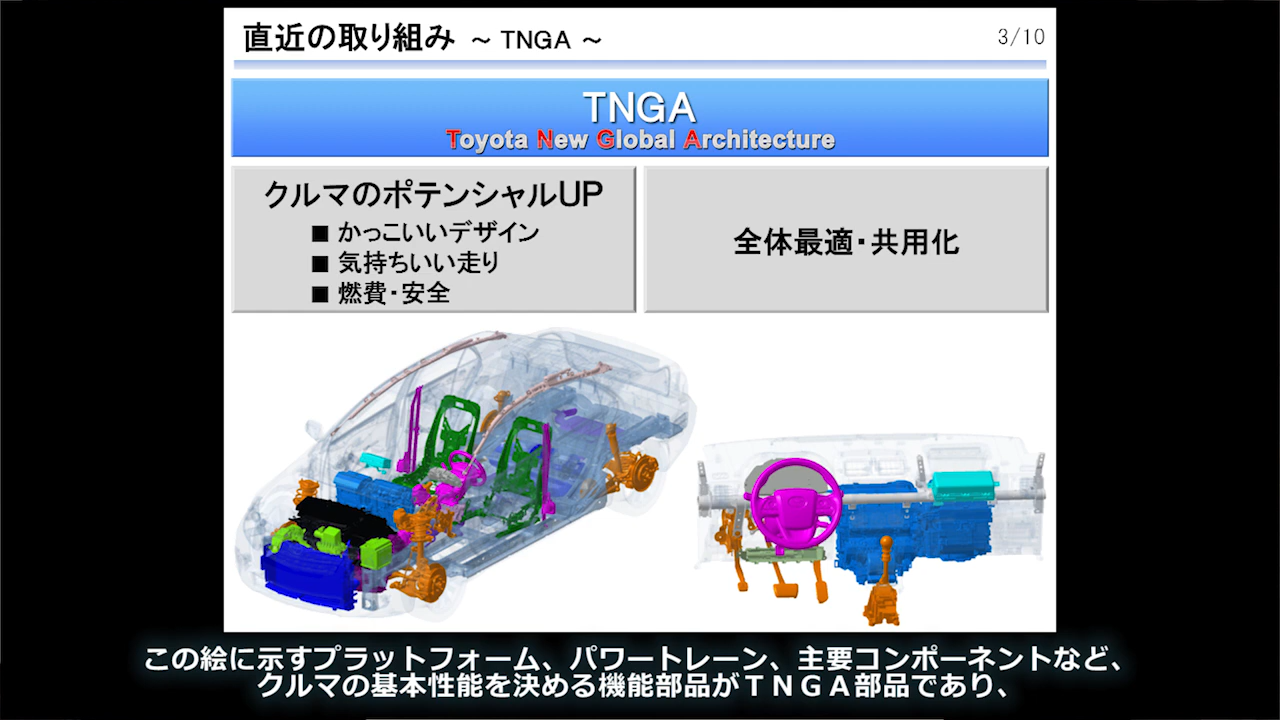 直近の取り組み ～ TNGA ～
3/10
TNGA
Toyota New Global Architecture
クルマのポテンシャルUP
■ かっこいいデザイン
■ 気持ちいい走り
■ 燃費・安全
全体最適・共用化
この絵に示すプラットフォーム、パワートレーン、主要コンポーネントなど、
クルマの基本性能を決める機能部品がＴＮＧＡ部品であり、